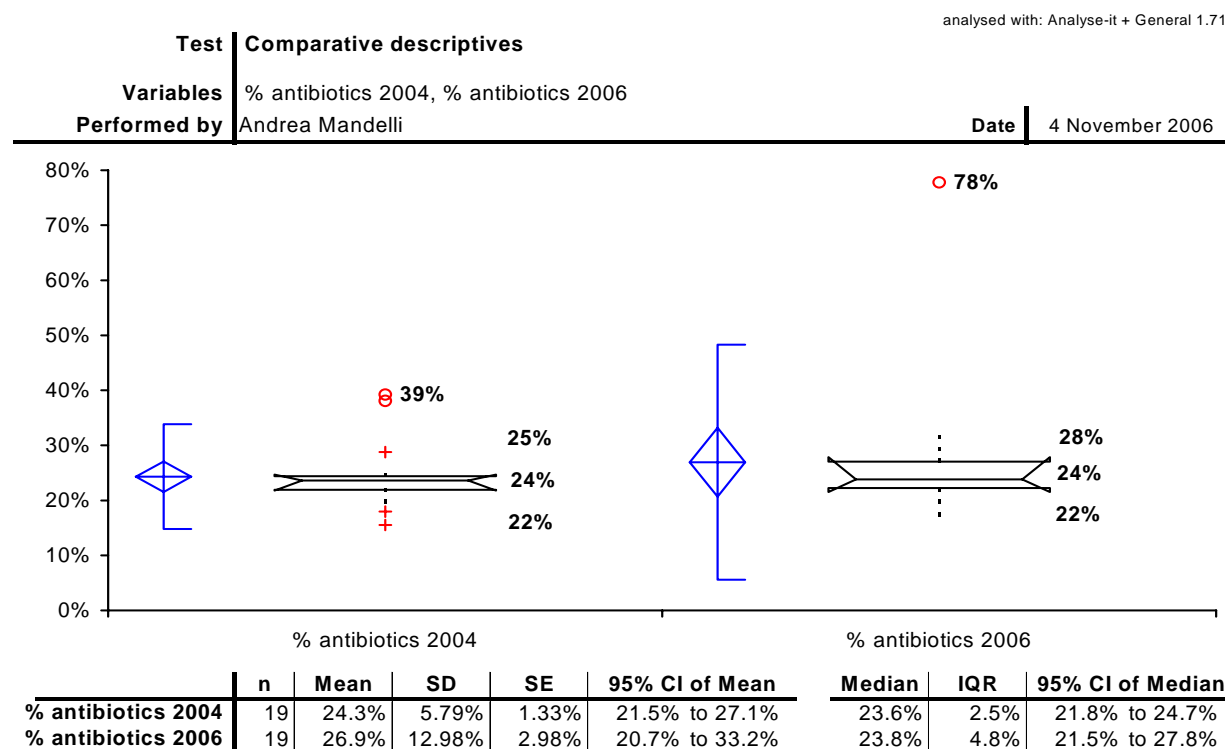 analysed with: Analyse-it + General 1.71
Test Comparative descriptives
Variables % antibiotics 2004, % antibiotics 2006
Performed by Andrea Mandelli Date 4 November 2006
80%
78%
70%
60%
50%
40%
39%
30%
25% 28%
24% 24%
20%
22% 22%
10%
0%
% antibiotics 2004 % antibiotics 2006
n Mean SD SE 95% CI of Mean Median IQR 95% CI of Median
% antibiotics 2004 19 24.3% 5.79% 1.33% 21.5% to 27.1% 23.6% 2.5% 21.8% to 24.7%
% antibiotics 2006 19 26.9% 12.98% 2.98% 20.7% to 33.2% 23.8% 4.8% 21.5% to 27.8%